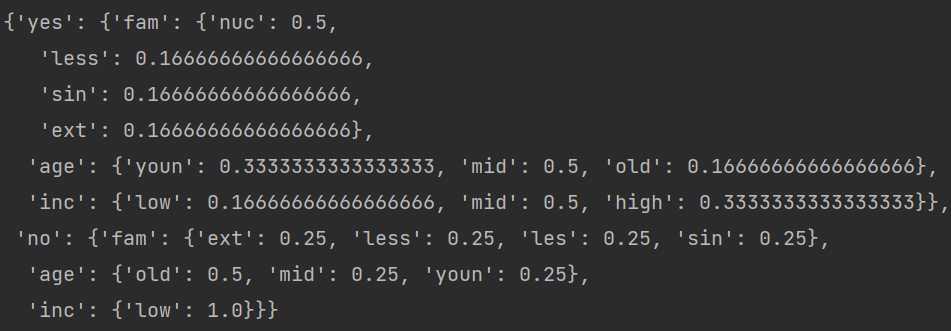 {'yes': {'fam': {'nuc': 0.5,
'less': 0.16666666666666666,
'sin': 0.16666666666666666,
'ext': 0.16666666666666666},
'age': {'youn': 0.3333333333333333, 'mid': 0.5, 'old': 0.16666666666666666},
'inc': {'low': 0.16666666666666666, 'mid': 0.5, 'high': 0.3333333333333333}},
'no': {'fam': {'ext': 0.25, 'less': 0.25, 'les': 0.25, 'sin': 0.25},
'age': {'old': 0.5, 'mid': 0.25, 'youn': 0.25},
'inc': {'low': 1.0}}}